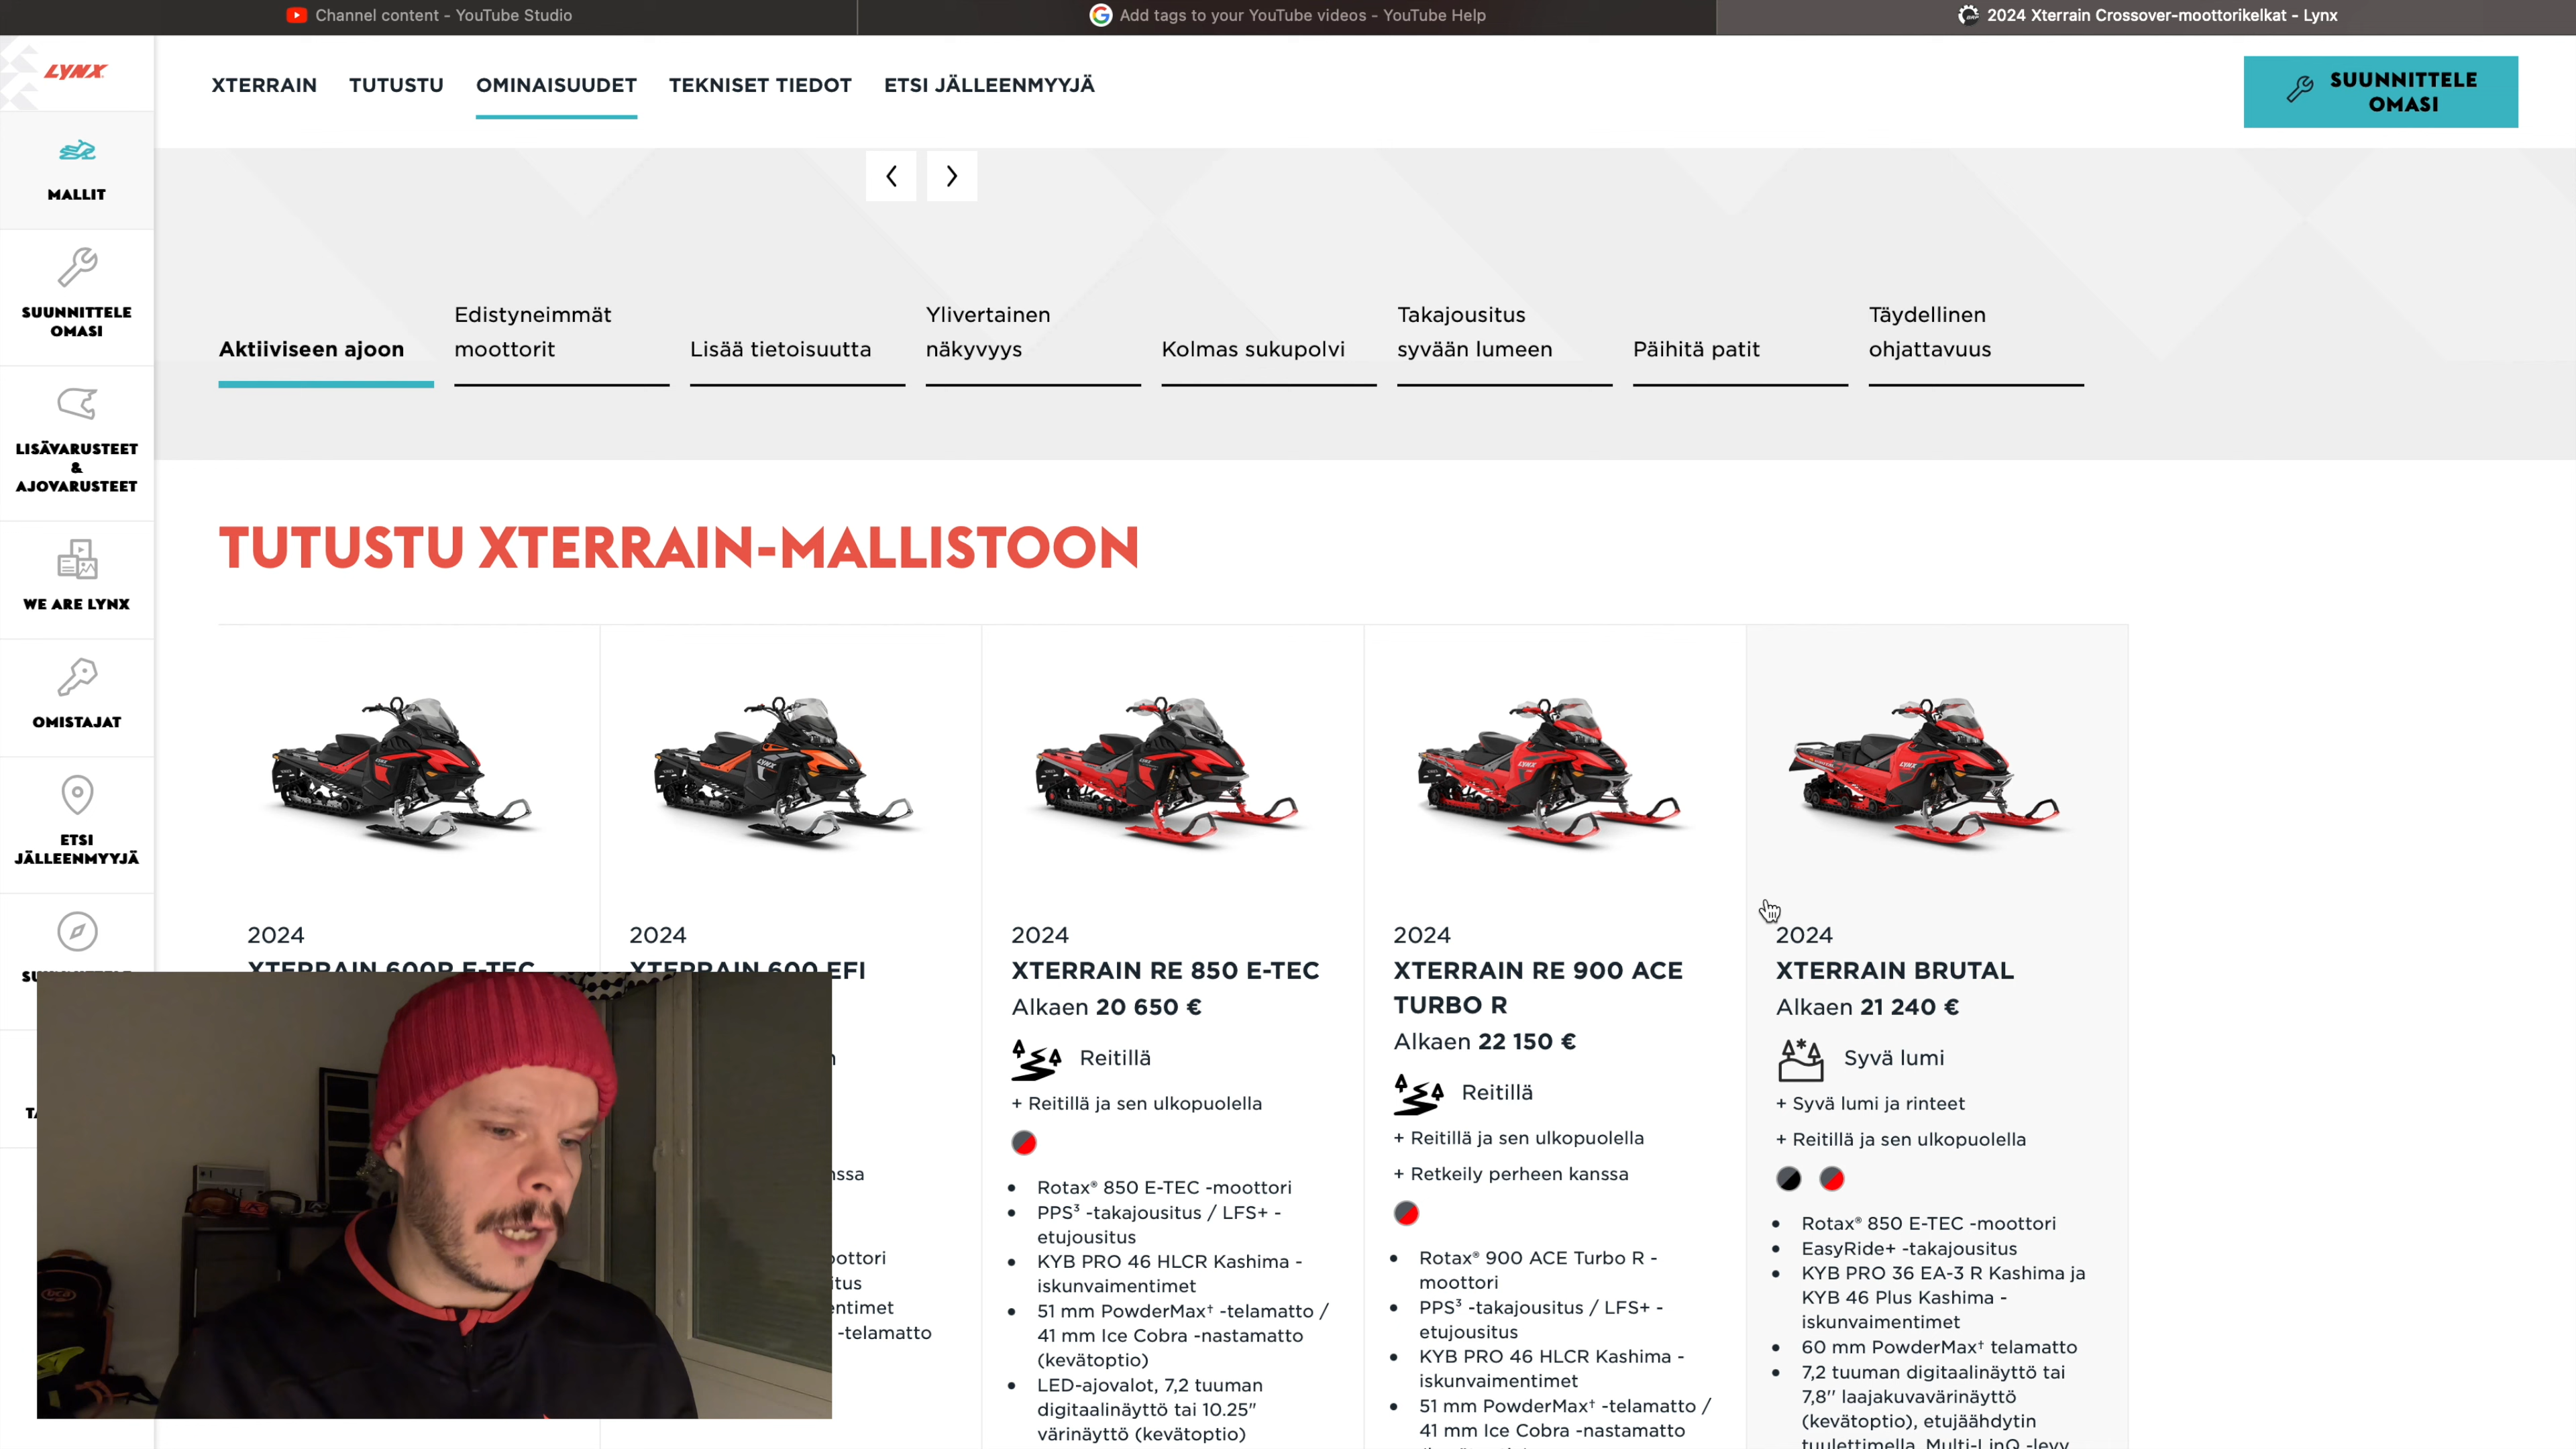 Channel content - YouTube Studio
Add tags to your YouTube videos - YouTube Help
2024 Xterrain Crossover-moottorikelkat - Lynx
LYNX
XTERRAIN
TUTUSTU
OMINAISUUDET
TEKNISET TIEDOT
ETSI JÄLLEENMYYJÄ
SUUNNITTELE
OMASI
MALLIT
SUUNNITTELE
OMASI
LISÄVARUSTEET
&
AJOVARUSTEET
WE ARE LYNX
OMISTAJAT
ETSI
JÄLLEENMYYJÄ
Aktiiviseen ajoon
Edistyneimmät
moottorit
Lisää tietoisuutta
Ylivertainen
näkyvyys
Kolmas sukupolvi
Takajousitus
syvään lumeen
Päihitä patit
Täydellinen
ohjattavuus
TUTUSTU XTERRAIN-MALLISTOON
2024
XTERRAIN 600R E-TEC
2024
XTERRAIN 600 EFI
-telamatto
2024
XTERRAIN RE 850 E-TEC
Alkaen 20 650 €
Reitillä
+ Reitillä ja sen ulkopuolella
• Rotax® 850 E-TEC -moottori
• PPS³ -takajousitus / LFS+ -
etujousitus
• KYB PRO 46 HLCR Kashima -
iskunvaimentimet
• 51 mm PowderMax† -telamatto /
41 mm Ice Cobra -nastamatto
(kevätoptio)
• LED-ajovalot, 7,2 tuuman
digitaalinäyttö tai 10.25"
värinäyttö (kevätoptio)
2024
XTERRAIN RE 900 ACE
TURBO R
Alkaen 22 150 €
Reitillä
+ Reitillä ja sen ulkopuolella
+ Retkeily perheen kanssa
• Rotax® 900 ACE Turbo R -
moottori
• PPS³ -takajousitus / LFS+ -
etujousitus
• KYB PRO 46 HLCR Kashima -
iskunvaimentimet
• 51 mm PowderMax† -telamatto /
41 mm Ice Cobra -nastamatto
2024
XTERRAIN BRUTAL
Alkaen 21 240 €
Syvä lumi
+ Syvä lumi ja rinteet
+ Reitillä ja sen ulkopuolella
• Rotax® 850 E-TEC -moottori
• EasyRide+ -takajousitus
• KYB PRO 36 EA-3 R Kashima ja
KYB 46 Plus Kashima -
iskunvaimentimet
• 60 mm PowderMax† telamatto
• 7,2 tuuman digitaalinäyttö tai
7,8'' laajakuvavärinäyttö
(kevätoptio), etujäähdytin
tuulettimella, Multi-LinQ -levy